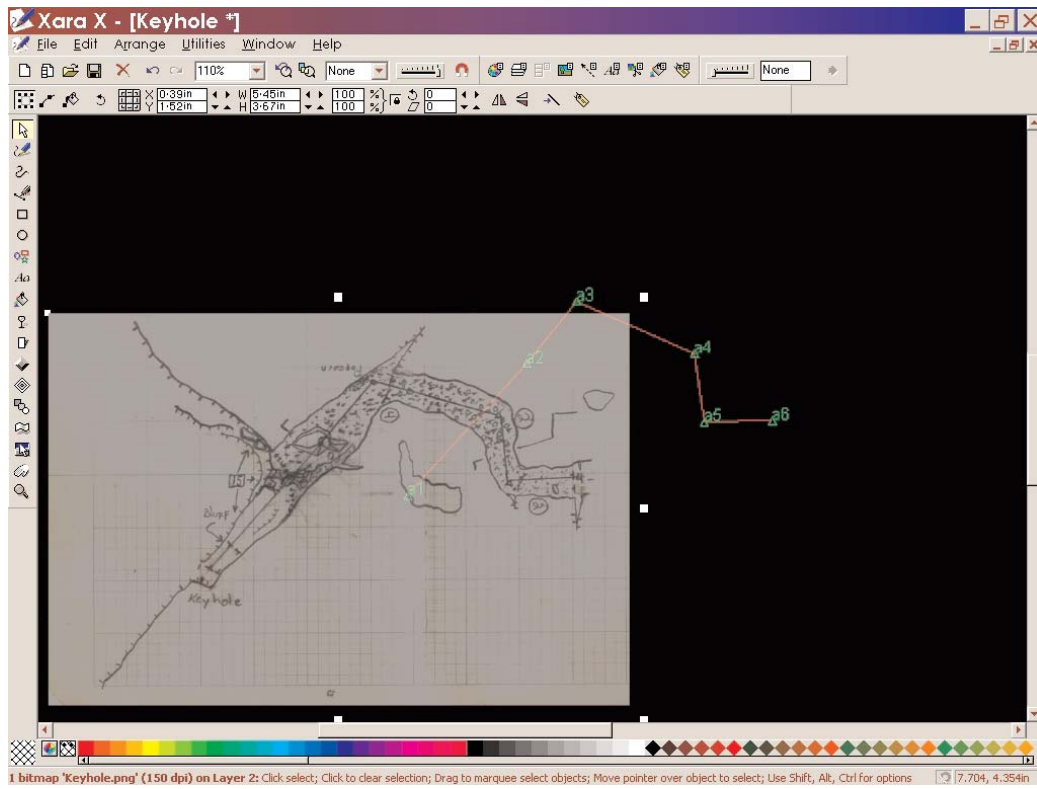 Xara X - [Keyhole *]
File Edit Arrange Utilities Window Help
110% None None
X 0·39in W 5·45in 100 % 0
Y 1·52in H 3·67in 100 % 0
a3
a4
a2
a5 a6
a1
15
Bluff
Keyhole
1 bitmap 'Keyhole.png' (150 dpi) on Layer 2: Click select; Click to clear selection; Drag to marquee select objects; Move pointer over object to select; Use Shift, Alt, Ctrl for options 7.704, 4.354in